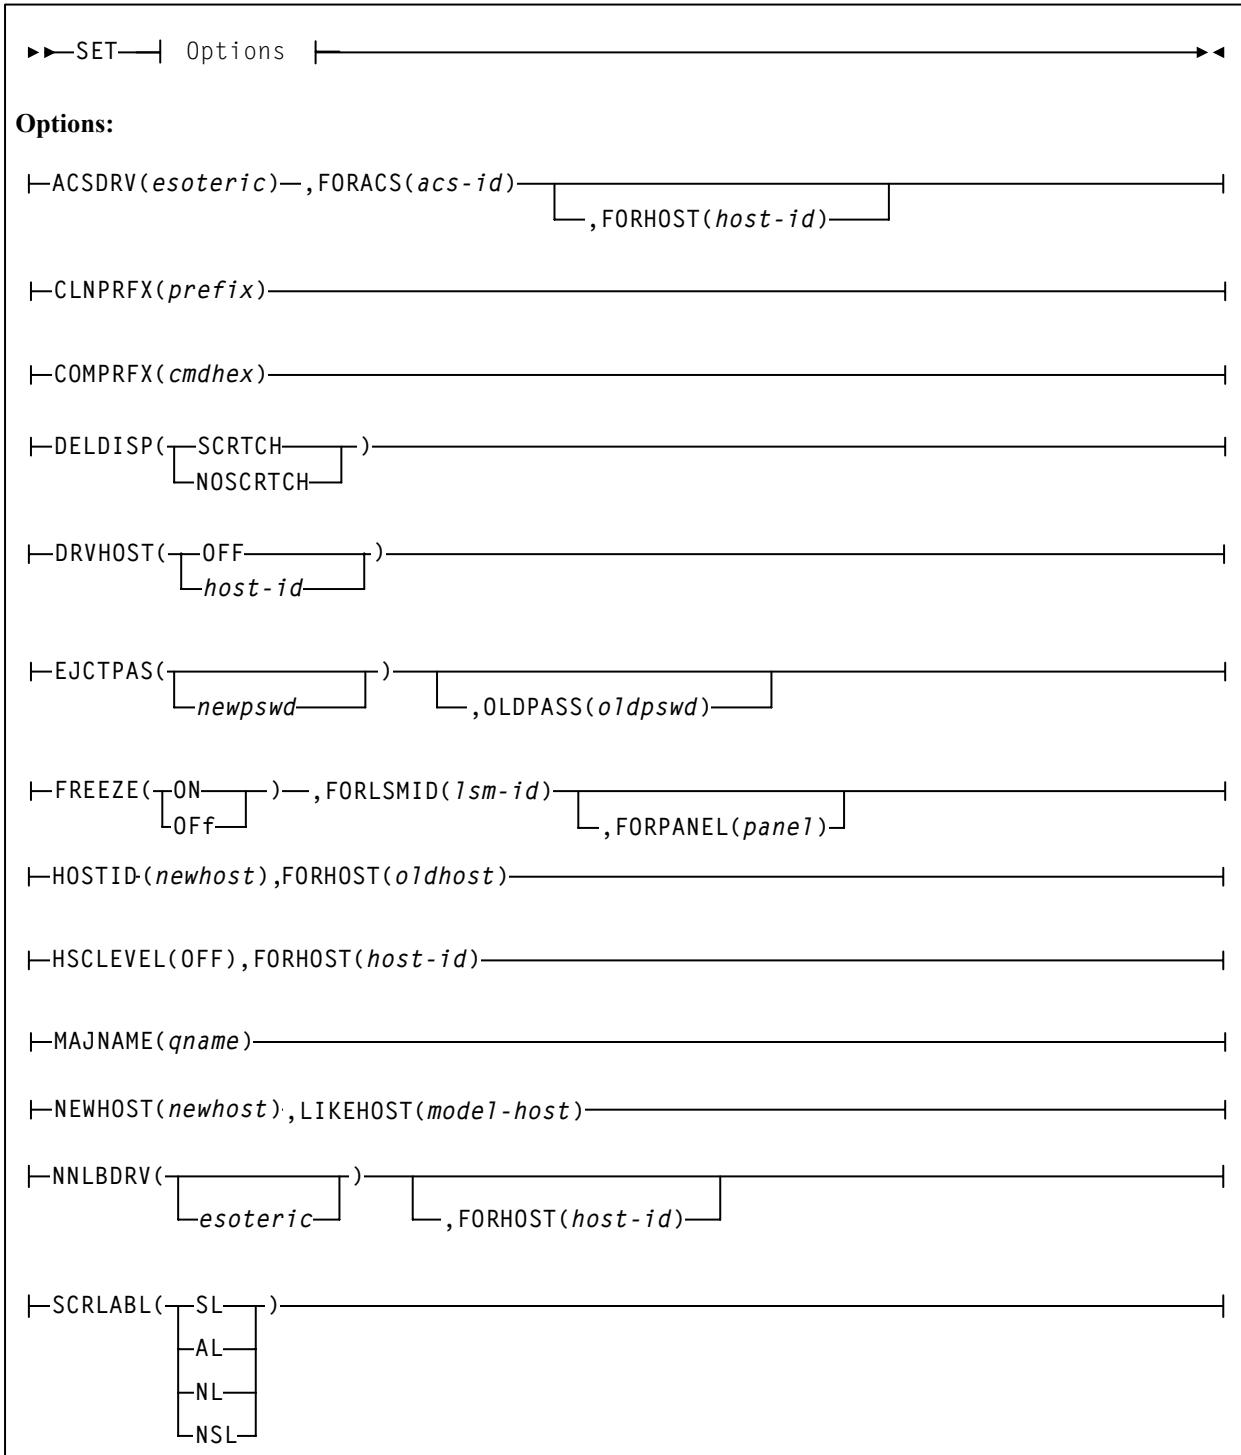 SET Options
Options:
ACSDRV(esoteric) ,FORACS(acs-id)
,FORHOST(host-id)
CLNPRFX(prefix)
COMPRFX(cmdhex)
DELDISP( SCRTCH )
NOSCRTCH
DRVHOST( OFF )
host-id
EJCTPAS( )
newpswd ,OLDPASS(oldpswd)
FREEZE( ON ) ,FORLSMID(lsm-id)
OFf ,FORPANEL(panel)
HOSTID(newhost),FORHOST(oldhost)
HSCLEVEL(OFF),FORHOST(host-id)
MAJNAME(qname)
NEWHOST(newhost),LIKEHOST(model-host)
NNLBDRV( )
esoteric ,FORHOST(host-id)
SCRLABL( SL )
AL
NL
NSL